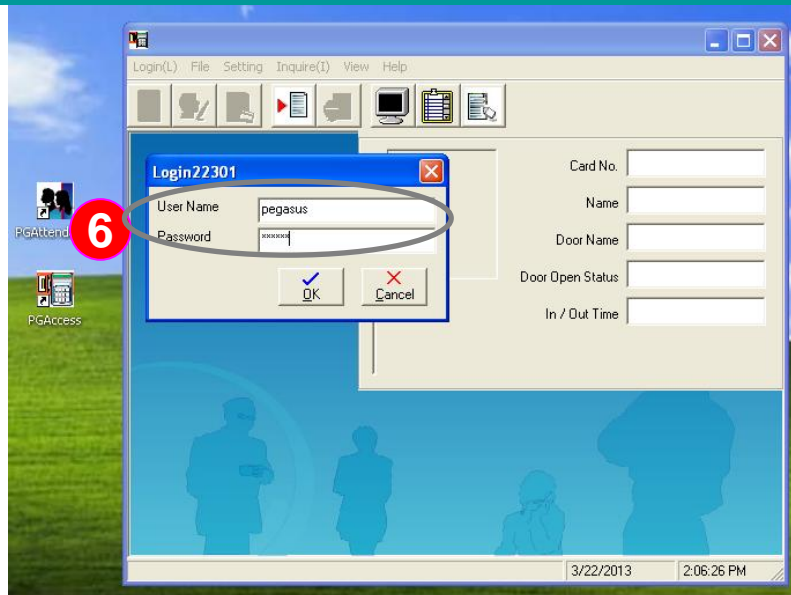 Login(L) File Setting Inquire(I) View Help
Login22301
User Name pegasus
Password xxxxxx
OK Cancel
Card No.
Name
Door Name
Door Open Status
In / Out Time
6
PGAttend
PGAccess
3/22/2013 2:06:26 PM